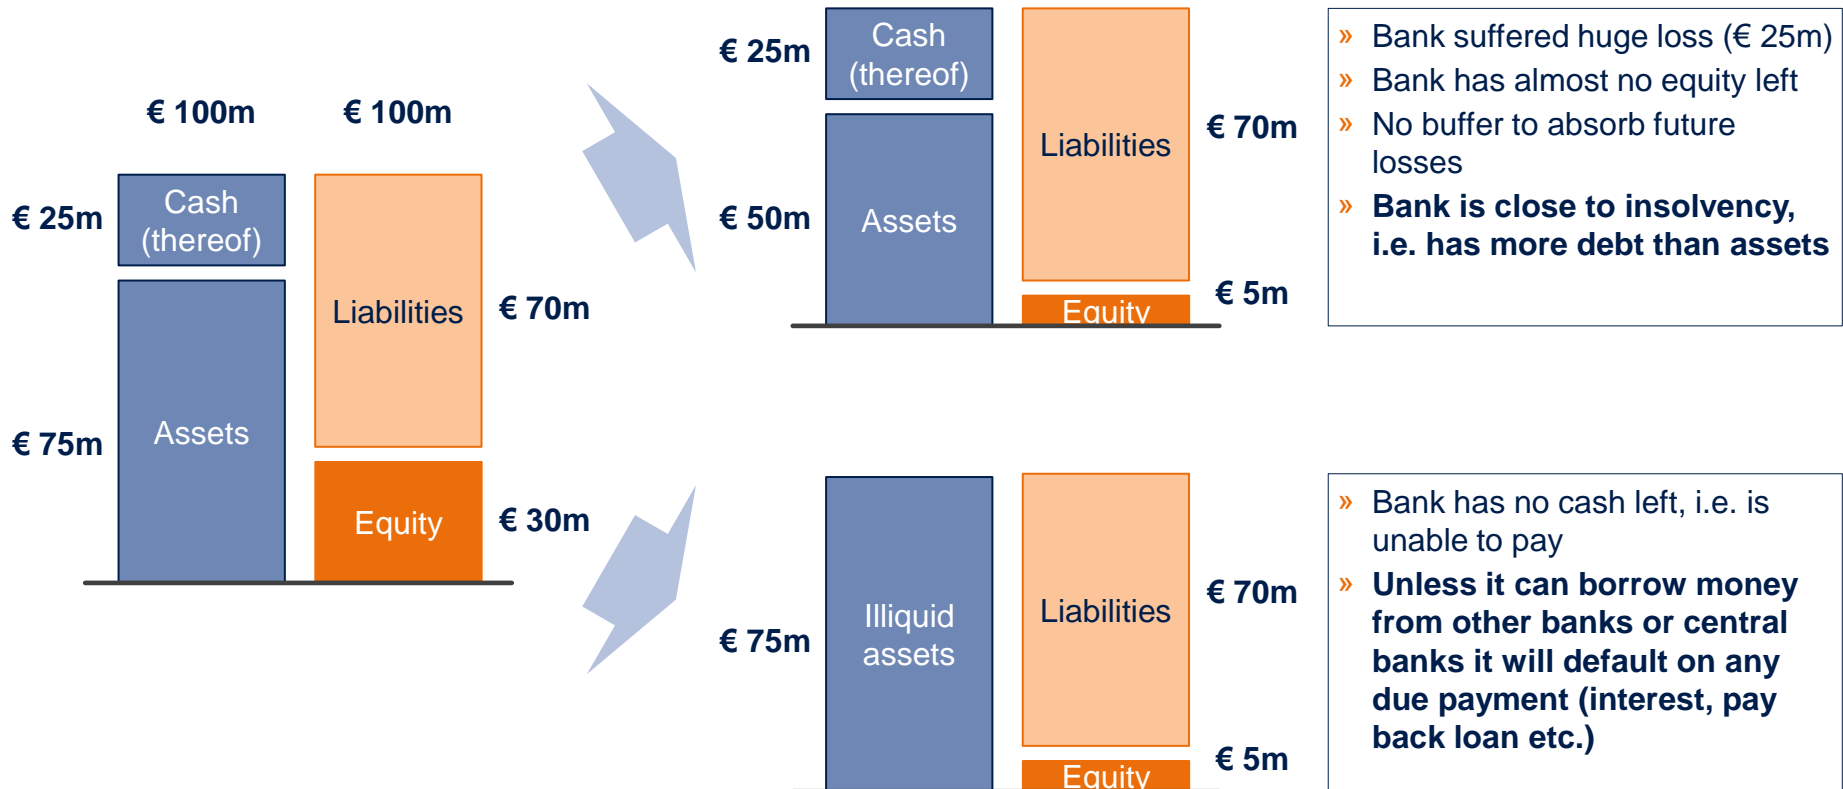 € 100m
€ 100m
€ 25m
Cash
(thereof)
Liabilities
€ 70m
€ 75m
Assets
Equity
€ 30m
€ 25m
Cash
(thereof)
Liabilities
€ 70m
€ 50m
Assets
Equity
€ 5m
» Bank suffered huge loss (€ 25m)
» Bank has almost no equity left
» No buffer to absorb future
losses
» Bank is close to insolvency,
i.e. has more debt than assets
€ 75m
Illiquid
assets
Liabilities
€ 70m
Equity
€ 5m
» Bank has no cash left, i.e. is
unable to pay
» Unless it can borrow money
from other banks or central
banks it will default on any
due payment (interest, pay
back loan etc.)